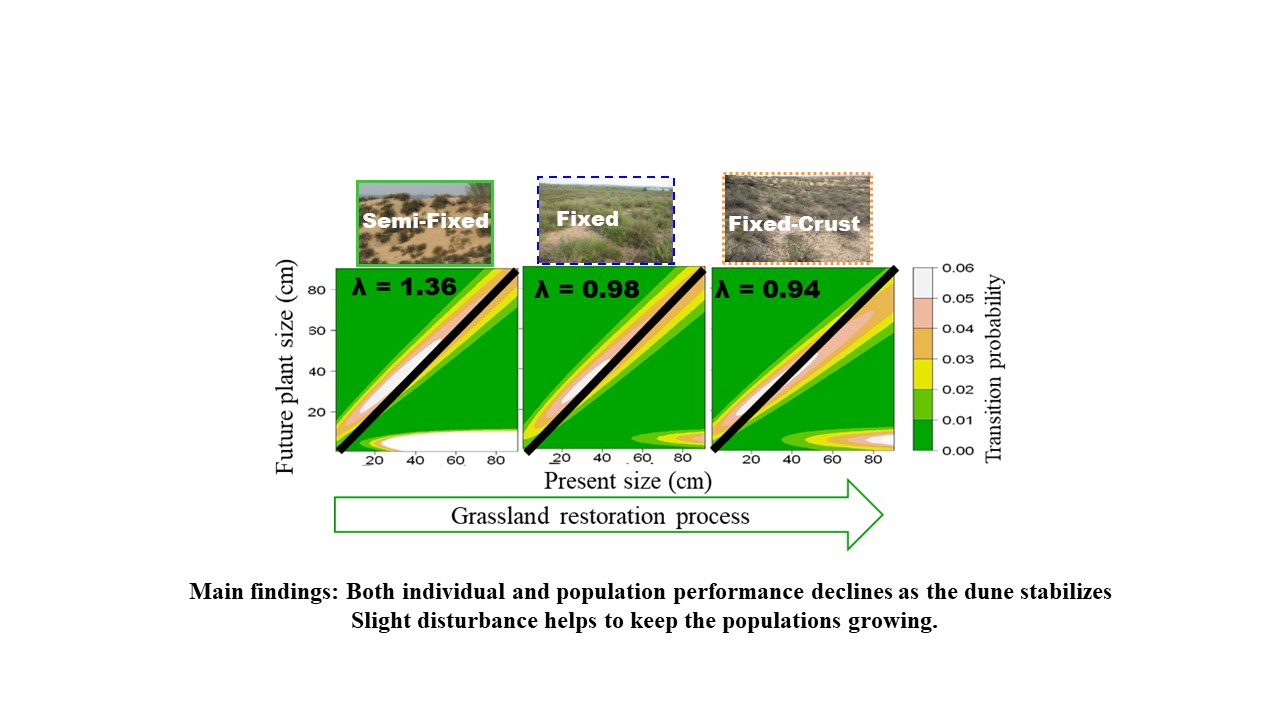 Semi-Fixed
Fixed
Fixed-Crust
λ = 1.36
λ = 0.98
λ = 0.94
Future plant size (cm)
80
60
40
20
20 40 60 80
20 40 60 80
20 40 60 80
0.06
0.05
0.04
0.03
0.02
0.01
0.00
Transition probability
Present size (cm)
Grassland restoration process
Main findings: Both individual and population performance declines as the dune stabilizes
Slight disturbance helps to keep the populations growing.